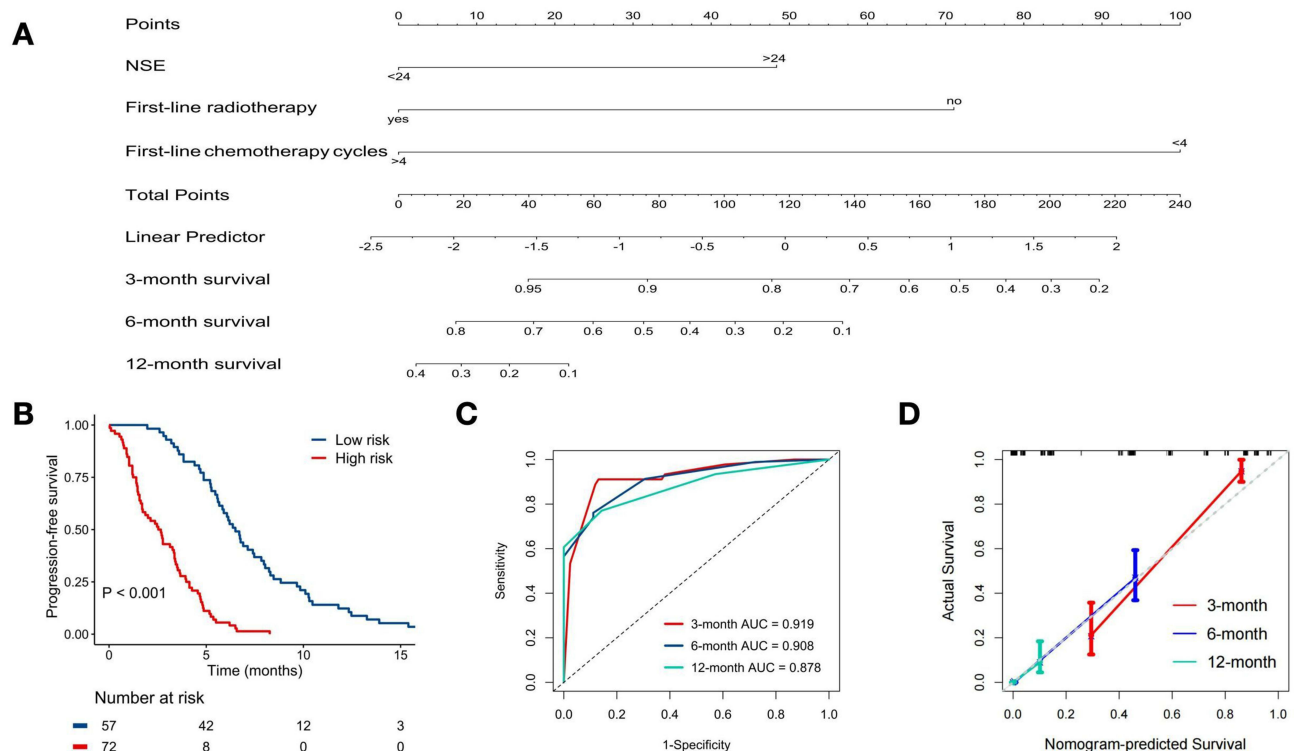 A
Points
0 10 20 30 40 50 60 70 80 90 100
NSE
>24
<24
First-line radiotherapy
no
yes
First-line chemotherapy cycles
<4
>4
Total Points
0 20 40 60 80 100 120 140 160 180 200 220 240
Linear Predictor
-2.5 -2 -1.5 -1 -0.5 0 0.5 1 1.5 2
3-month survival
0.95 0.9 0.8 0.7 0.6 0.5 0.4 0.3 0.2
6-month survival
0.8 0.7 0.6 0.5 0.4 0.3 0.2 0.1
12-month survival
0.4 0.3 0.2 0.1
B
Progression-free survival
1.00
0.75
0.50
0.25
0.00
Low risk
High risk
P < 0.001
0 5 10 15
Time (months)
Number at risk
57 42 12 3
72 8 0 0
C
Sensitivity
1.0
0.8
0.6
0.4
0.2
0.0
3-month AUC = 0.919
6-month AUC = 0.908
12-month AUC = 0.878
0.0 0.2 0.4 0.6 0.8 1.0
1-Specificity
D
Actual Survival
1.0
0.8
0.6
0.4
0.2
0.0
3-month
6-month
12-month
0.0 0.2 0.4 0.6 0.8 1.0
Nomogram-predicted Survival